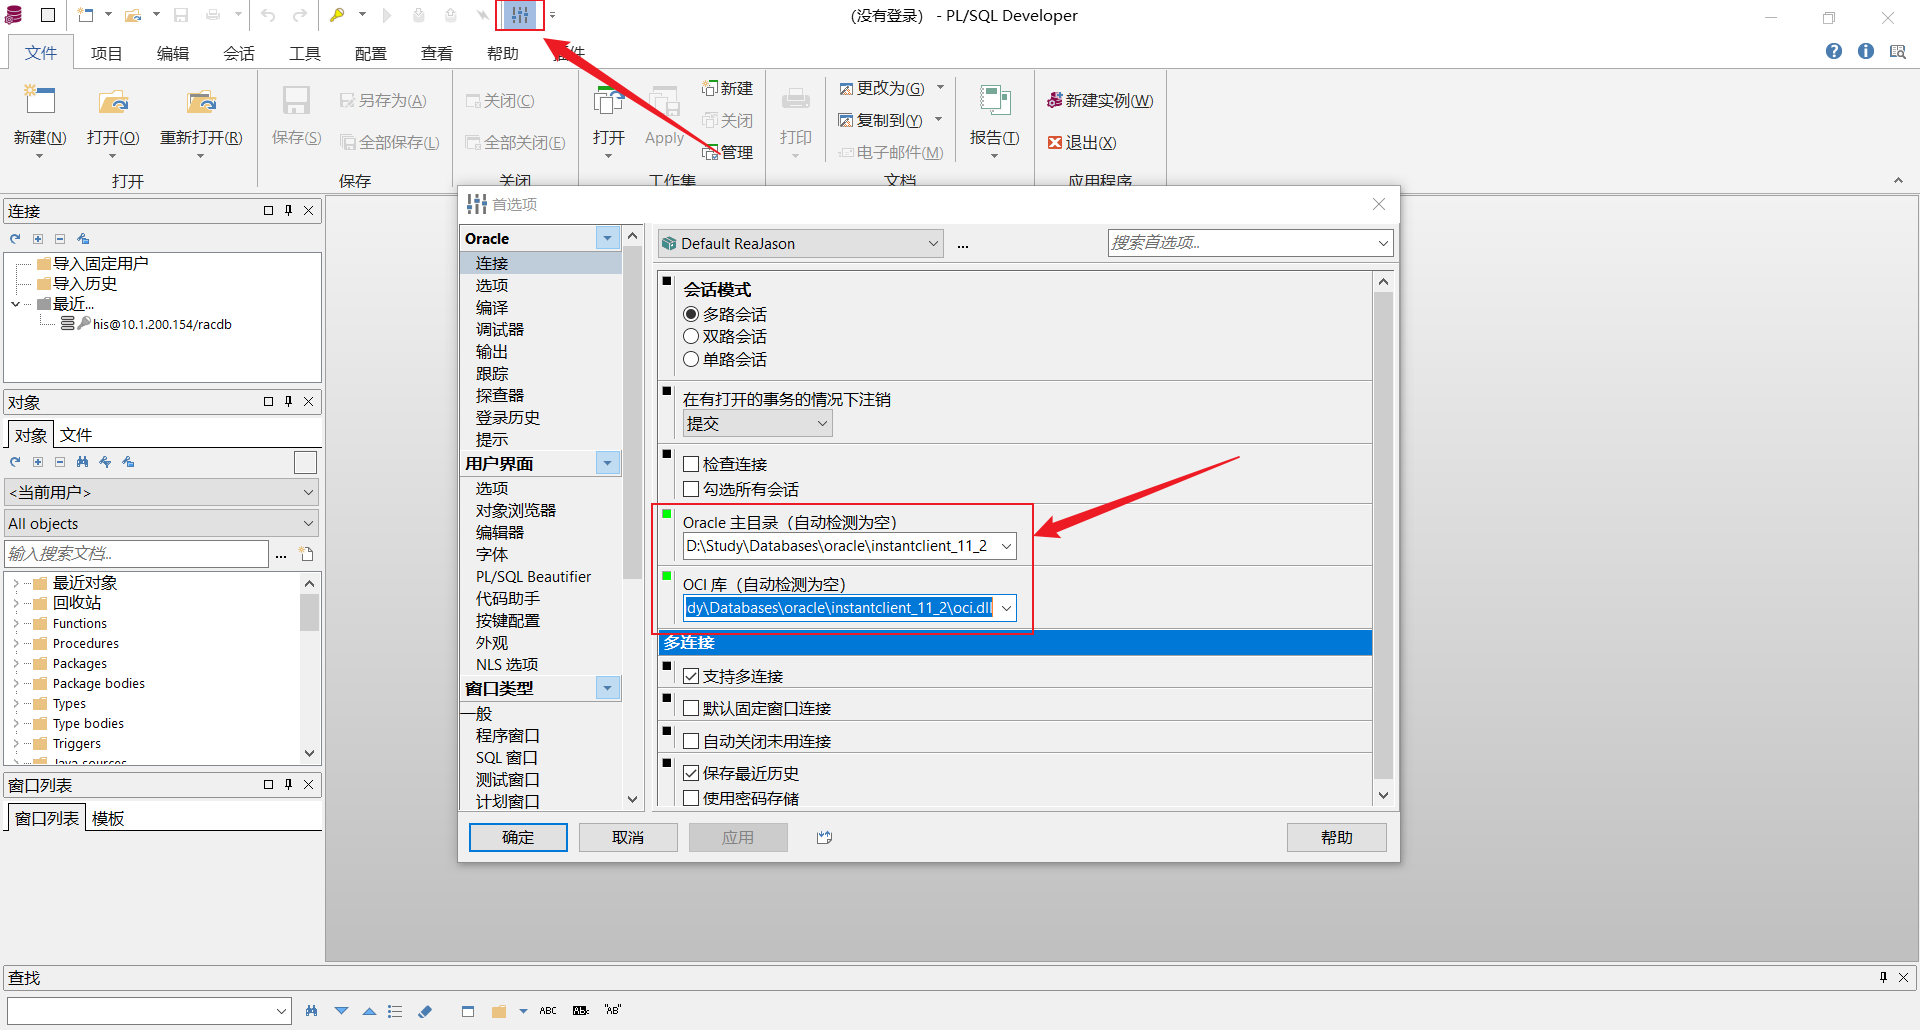 (没有登录) - PL/SQL Developer
文件 项目 编辑 会话 工具 配置 查看 帮助
新建(N) 打开(O) 重新打开(R)
打开
保存(S) 另存为(A) 全部保存(L)
保存
关闭(C) 全部关闭(E)
关闭
打开 Apply 新建 关闭 管理
工作集
打印 更改为(G) 复制到(Y) 电子邮件(M)
文档
报告(T)
新建实例(W) 退出(X)
应用程序
连接
导入固定用户
导入历史
最近...
his@10.1.200.154/racdb
对象
对象 文件
<当前用户>
All objects
输入搜索文档...
...
最近对象
回收站
Functions
Procedures
Packages
Package bodies
Types
Type bodies
Triggers
Java sources
窗口列表
窗口列表 模板
首选项
Oracle
连接
选项
编译
调试器
输出
跟踪
探查器
登录历史
提示
用户界面
选项
对象浏览器
编辑器
字体
PL/SQL Beautifier
代码助手
按键配置
外观
NLS 选项
窗口类型
一般
程序窗口
SQL 窗口
测试窗口
计划窗口
Default ReaJason
...
搜索首选项...
会话模式
多路会话
双路会话
单路会话
在有打开的事务的情况下注销
提交
检查连接
勾选所有会话
Oracle 主目录（自动检测为空）
D:\Study\Databases\oracle\instantclient_11_2
OCI 库（自动检测为空）
dy\Databases\oracle\instantclient_11_2\oci.dll
多连接
支持多连接
默认固定窗口连接
自动关闭未用连接
保存最近历史
使用密码存储
确定 取消 应用 帮助
查找
ABC
"AB"